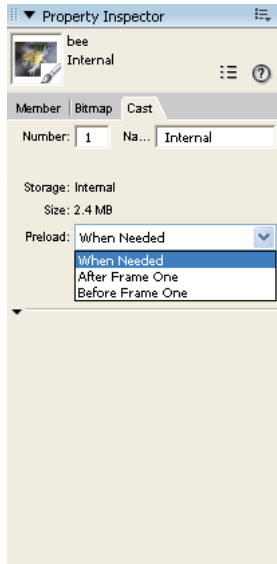 Property Inspector
bee
Internal
Member Bitmap Cast
Number: 1 Na... Internal
Storage: Internal
Size: 2.4 MB
Preload: When Needed
When Needed
After Frame One
Before Frame One